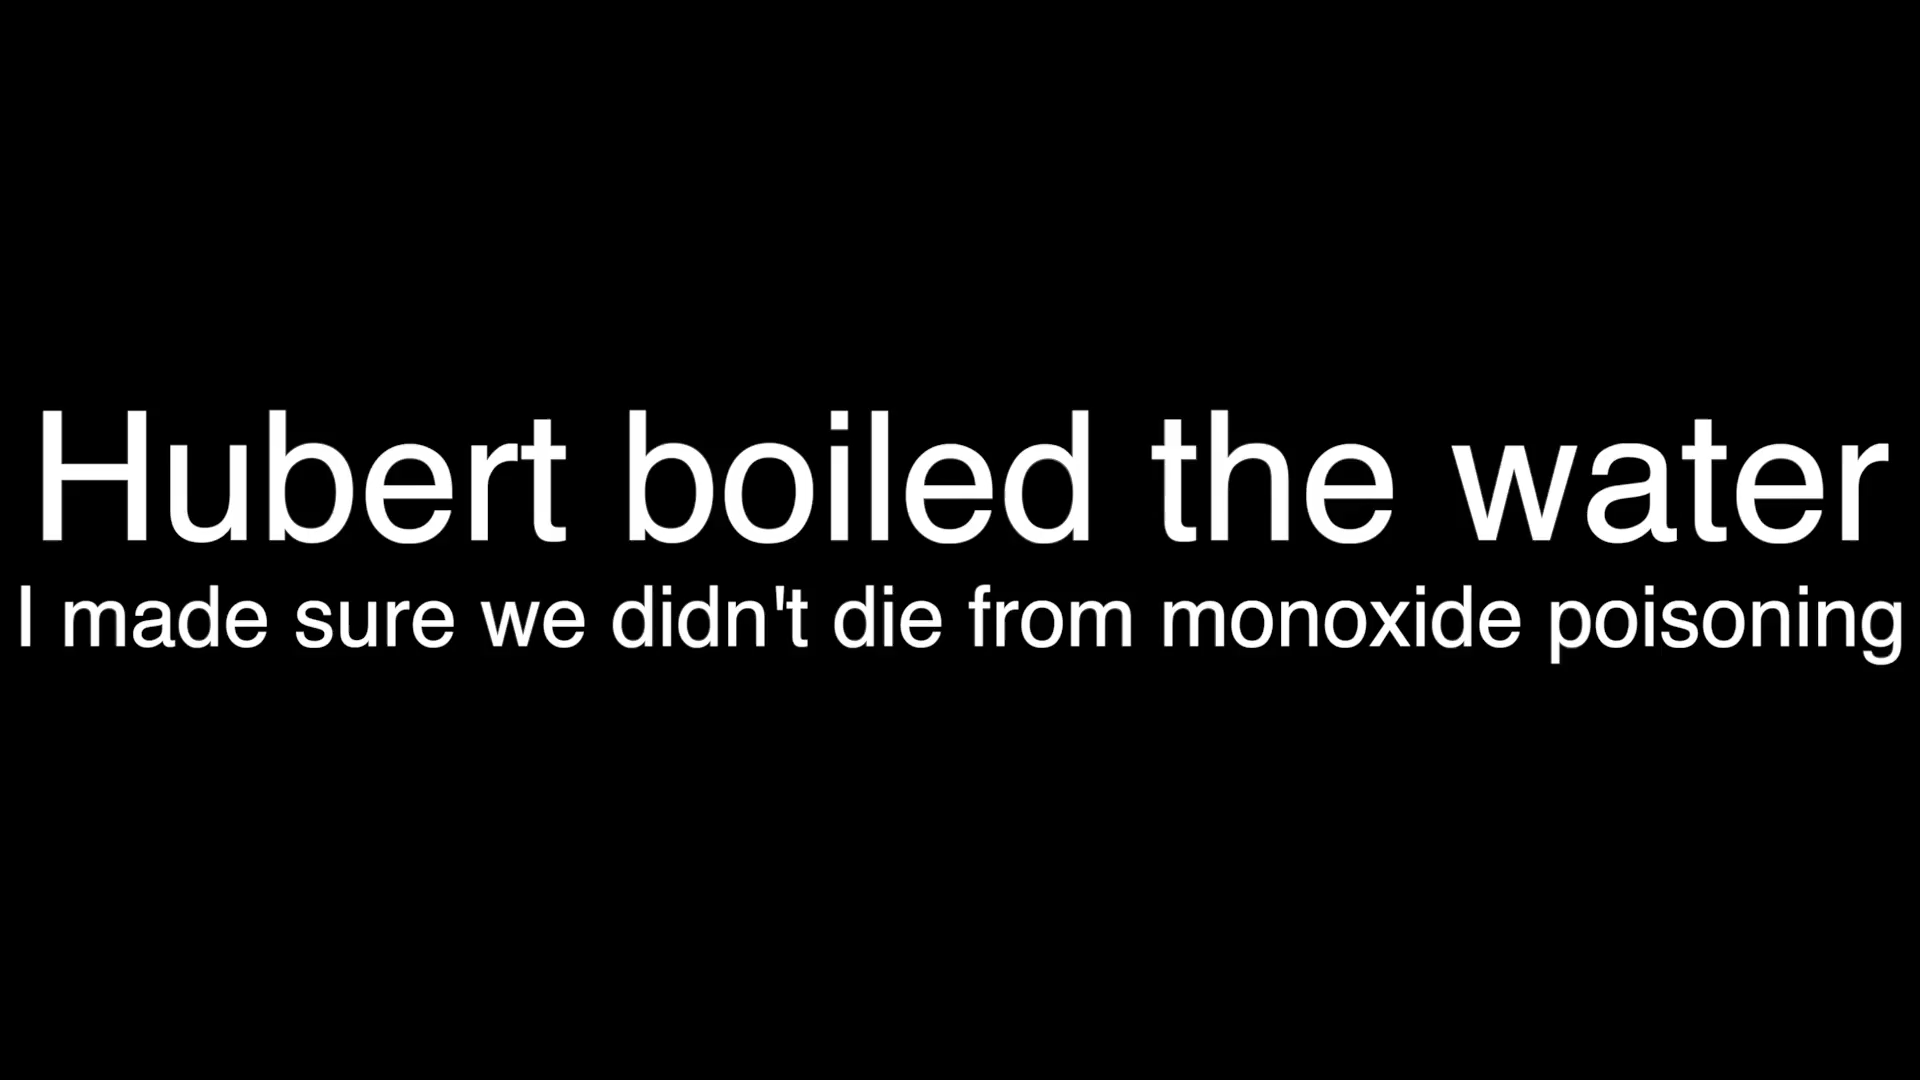 Hubert boiled the water
I made sure we didn't die from monoxide poisoning